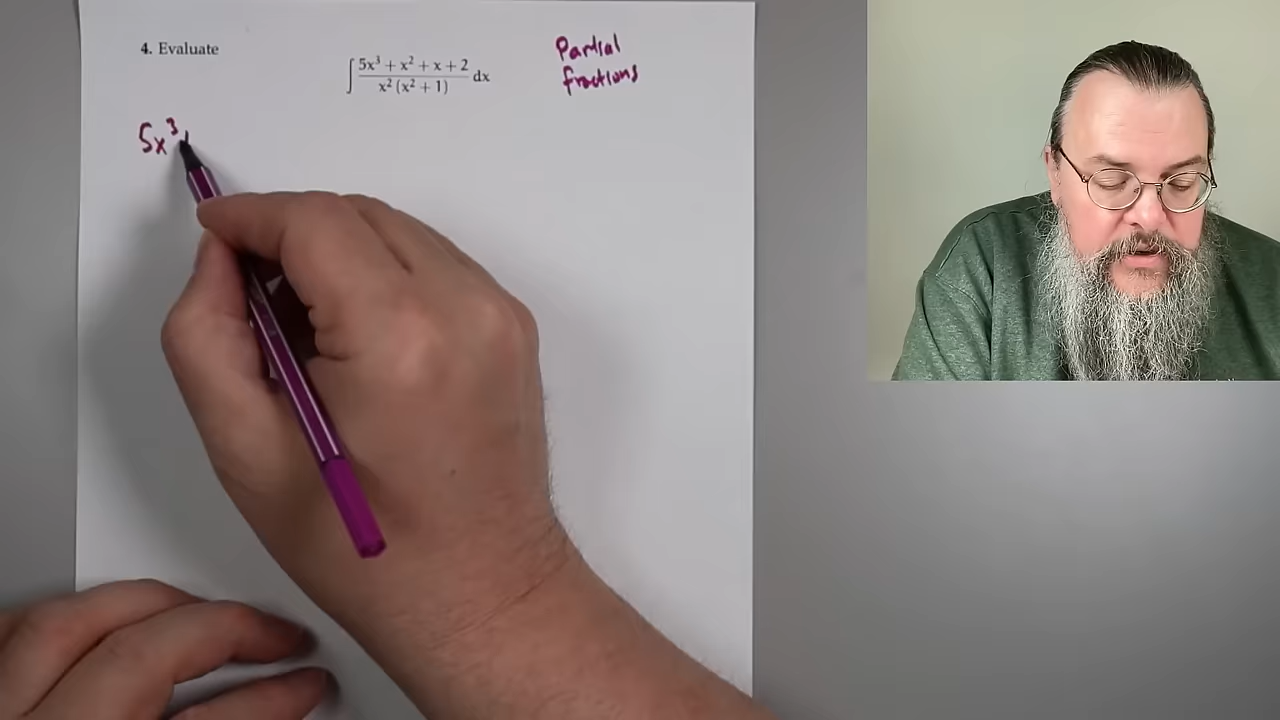 4. Evaluate
∫ 5x³ + x² + x + 2 / x² (x² + 1) dx
Partial
fractions
5x³